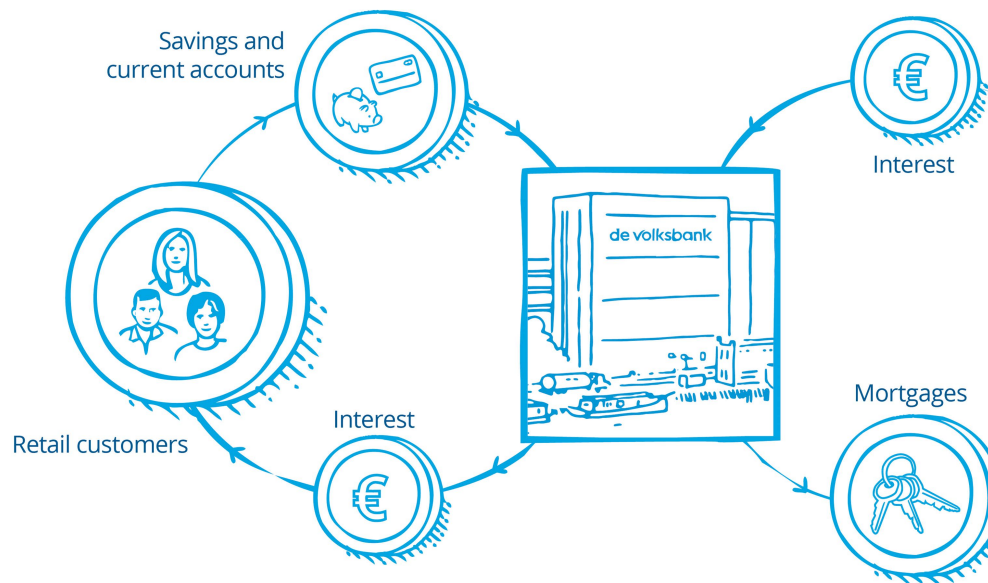 Savings and
current accounts
€
Interest
de volksbank
Retail customers
Interest
€
Mortgages